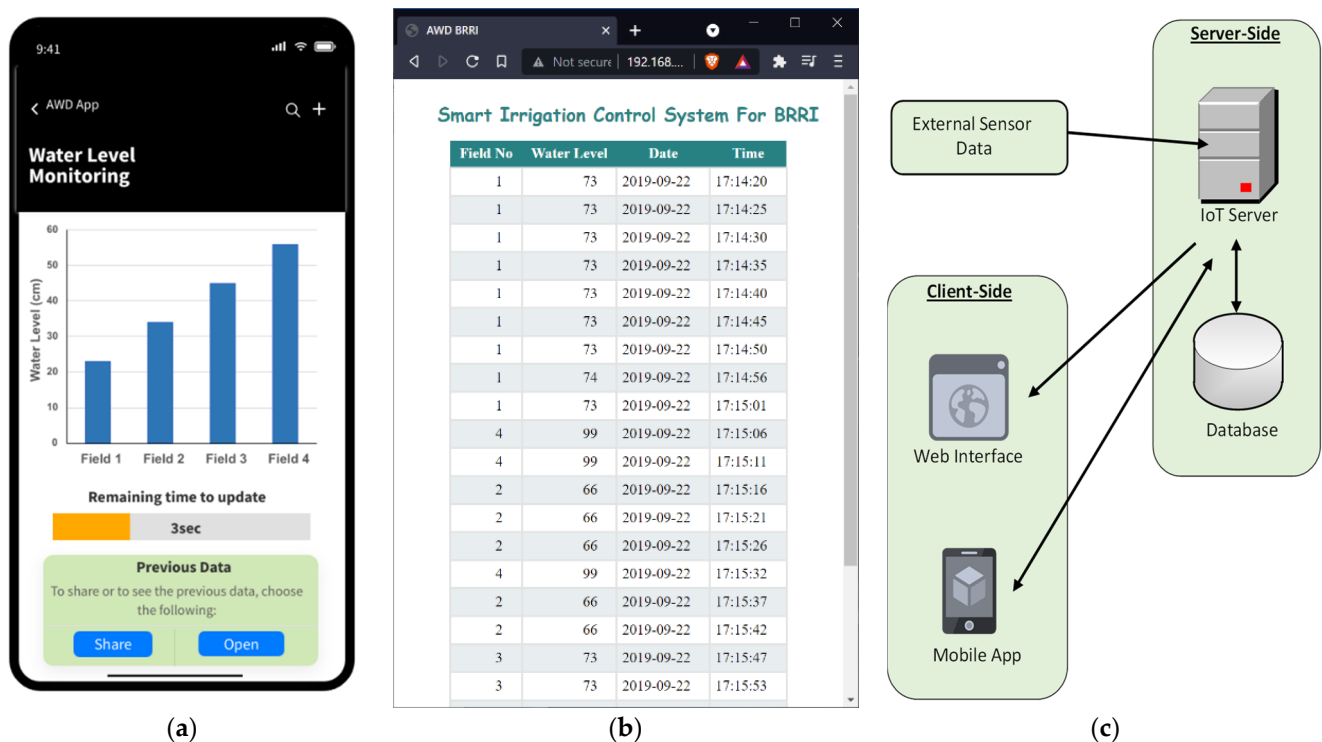 9:41
AWD App
Water Level
Monitoring
Water Level (cm)
60
50
40
30
20
10
0
Field 1 Field 2 Field 3 Field 4
Remaining time to update
3sec
Previous Data
To share or to see the previous data, choose
the following:
Share Open
(a)
AWD BRRI
Not secure 192.168....
Smart Irrigation Control System For BRRI
Field No Water Level Date Time
1 73 2019-09-22 17:14:20
1 73 2019-09-22 17:14:25
1 73 2019-09-22 17:14:30
1 73 2019-09-22 17:14:35
1 73 2019-09-22 17:14:40
1 73 2019-09-22 17:14:45
1 73 2019-09-22 17:14:50
1 74 2019-09-22 17:14:56
1 73 2019-09-22 17:15:01
4 99 2019-09-22 17:15:06
4 99 2019-09-22 17:15:11
2 66 2019-09-22 17:15:16
2 66 2019-09-22 17:15:21
2 66 2019-09-22 17:15:26
4 99 2019-09-22 17:15:32
2 66 2019-09-22 17:15:37
2 66 2019-09-22 17:15:42
3 73 2019-09-22 17:15:47
3 73 2019-09-22 17:15:53
(b)
Server-Side
External Sensor
Data
IoT Server
Client-Side
Database
Web Interface
Mobile App
(c)